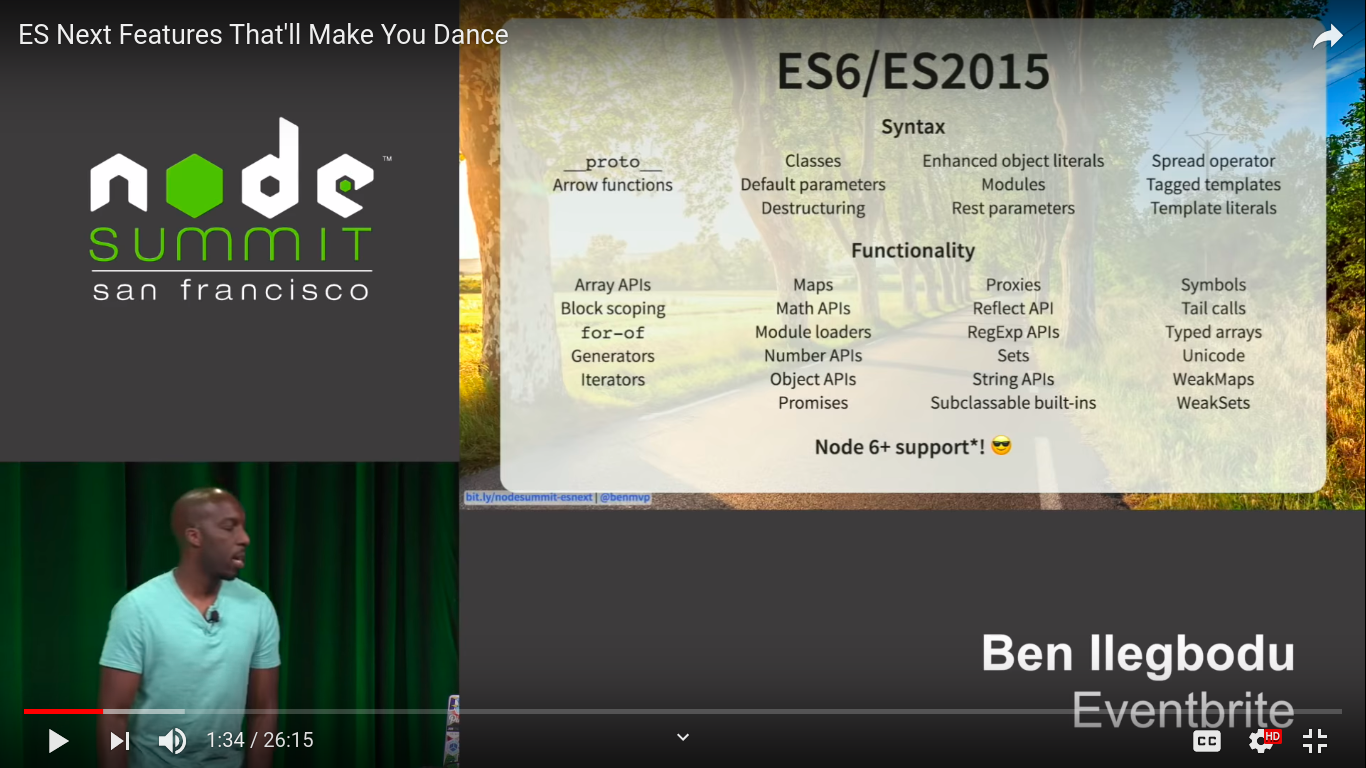 ES Next Features That'll Make You Dance
node™
SUMMIT
san francisco
ES6/ES2015
Syntax
__proto__
Arrow functions
Classes
Default parameters
Destructuring
Enhanced object literals
Modules
Rest parameters
Spread operator
Tagged templates
Template literals
Functionality
Array APIs
Block scoping
for-of
Generators
Iterators
Maps
Math APIs
Module loaders
Number APIs
Object APIs
Promises
Proxies
Reflect API
RegExp APIs
Sets
String APIs
Subclassable built-ins
Symbols
Tail calls
Typed arrays
Unicode
WeakMaps
WeakSets
Node 6+ support*! 😎
bit.ly/nodesummit-esnext | @benmvp
Ben Ilegbodu
Eventbrite
1:34 / 26:15
CC
HD